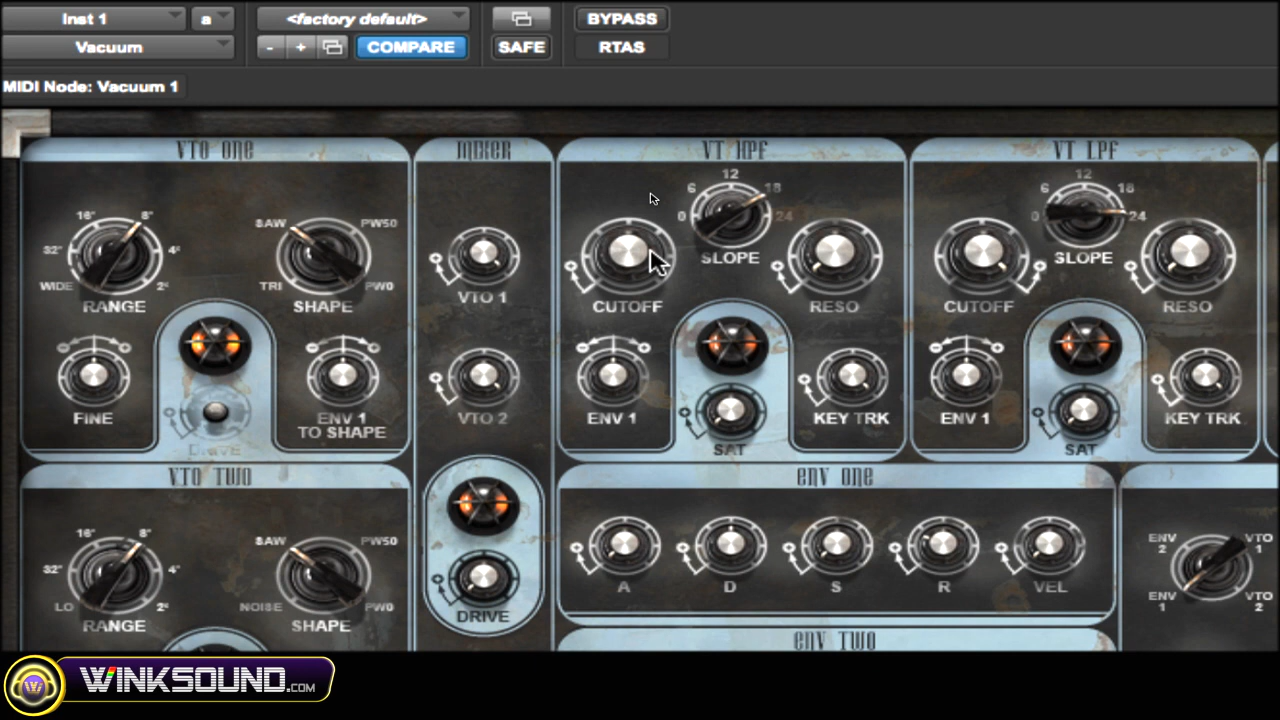 Inst 1
a
<factory default>
BYPASS
Vacuum
-
+
COMPARE
SAFE
RTAS
MIDI Node: Vacuum 1
VTO ONE
MIXER
VT HPF
VT LPF
16' 8'
32' 4'
WIDE 2'
RANGE
SAW PW50
TRI PW0
SHAPE
VTO 1
0 6 12 18 24
SLOPE
CUTOFF
RESO
0 6 12 18 24
SLOPE
CUTOFF
RESO
FINE
DRIVE
ENV 1
TO SHAPE
VTO 2
ENV 1
SAT
KEY TRK
ENV 1
SAT
KEY TRK
VTO TWO
ENV ONE
16' 8'
32' 4'
LO 2'
RANGE
SAW PW50
NOISE PW0
SHAPE
DRIVE
A
D
S
R
VEL
ENV 2
VTO 1
ENV 1
VTO 2
ENV TWO
WINKSOUND.COM